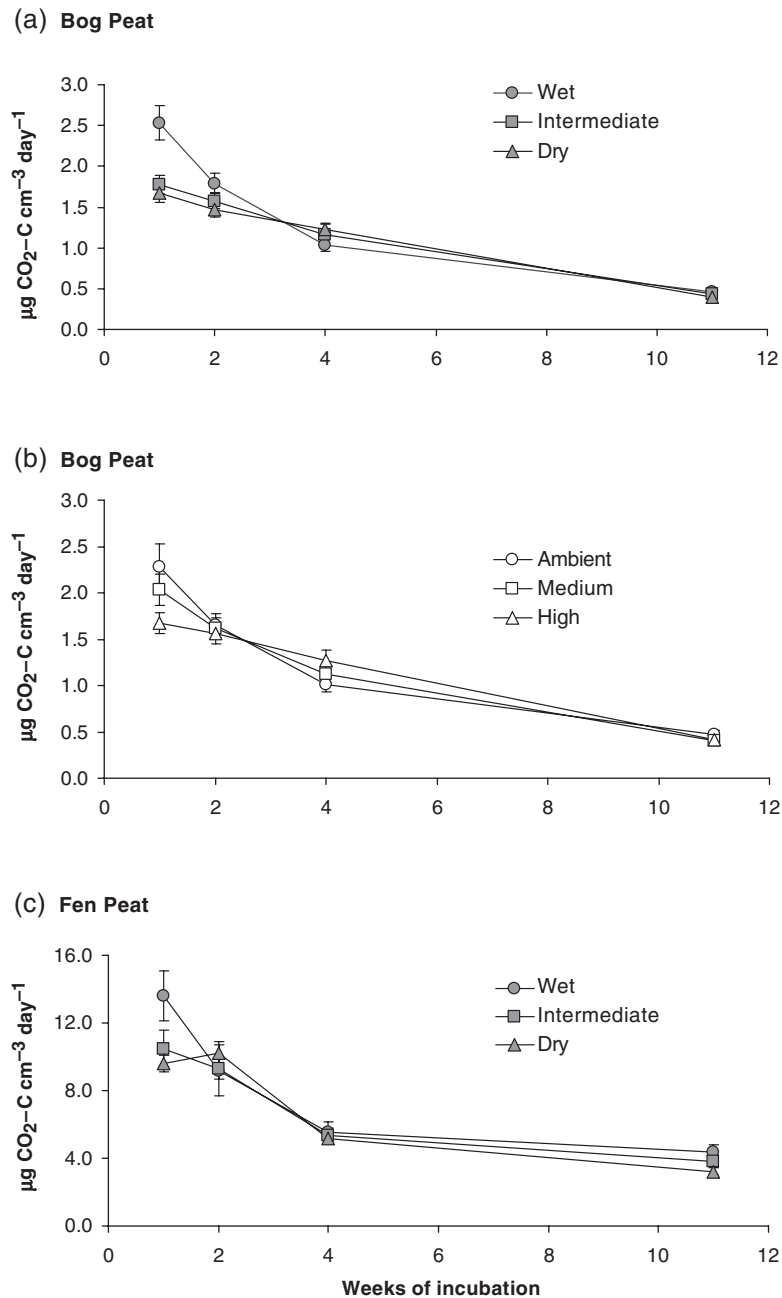 (a) Bog Peat
µg CO₂–C cm⁻³ day⁻¹
3.0
2.5
2.0
1.5
1.0
0.5
0.0
Wet
Intermediate
Dry
0 2 4 6 8 10 12
(b) Bog Peat
µg CO₂–C cm⁻³ day⁻¹
3.0
2.5
2.0
1.5
1.0
0.5
0.0
Ambient
Medium
High
0 2 4 6 8 10 12
(c) Fen Peat
µg CO₂–C cm⁻³ day⁻¹
16.0
12.0
8.0
4.0
0.0
Wet
Intermediate
Dry
0 2 4 6 8 10 12
Weeks of incubation